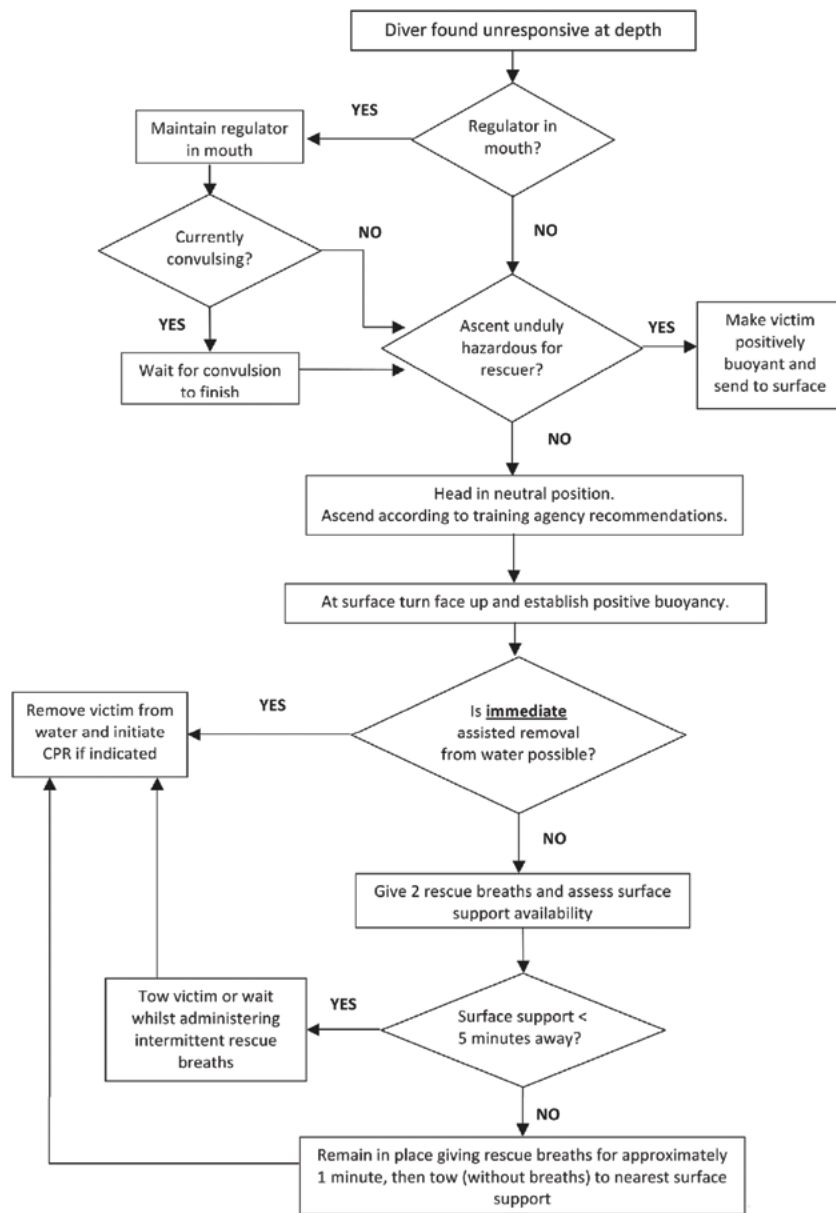 Diver found unresponsive at depth
YES
Maintain regulator
in mouth
Regulator in
mouth?
Currently
convulsing?
NO
NO
YES
Wait for convulsion
to finish
Ascent unduly
hazardous for
rescuer?
YES
Make victim
positively
buoyant and
send to surface
NO
Head in neutral position.
Ascend according to training agency recommendations.
At surface turn face up and establish positive buoyancy.
Remove victim from
water and initiate
CPR if indicated
YES
Is immediate
assisted removal
from water possible?
NO
Give 2 rescue breaths and assess surface
support availability
Tow victim or wait
whilst administering
intermittent rescue
breaths
YES
Surface support <
5 minutes away?
NO
Remain in place giving rescue breaths for approximately
1 minute, then tow (without breaths) to nearest surface
support